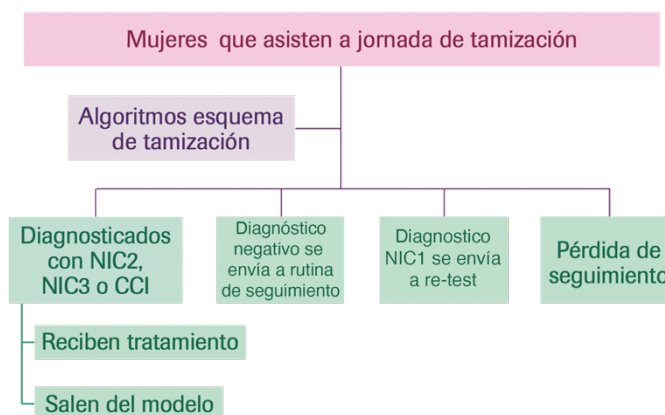 Mujeres que asisten a jornada de tamización
Algoritmos esquema
de tamización
Diagnosticados
con NIC2,
NIC3 o CCI
Diagnóstico
negativo se
envía a rutina
de seguimiento
Diagnostico
NIC1 se envía
a re-test
Pérdida de
seguimiento
Reciben tratamiento
Salen del modelo